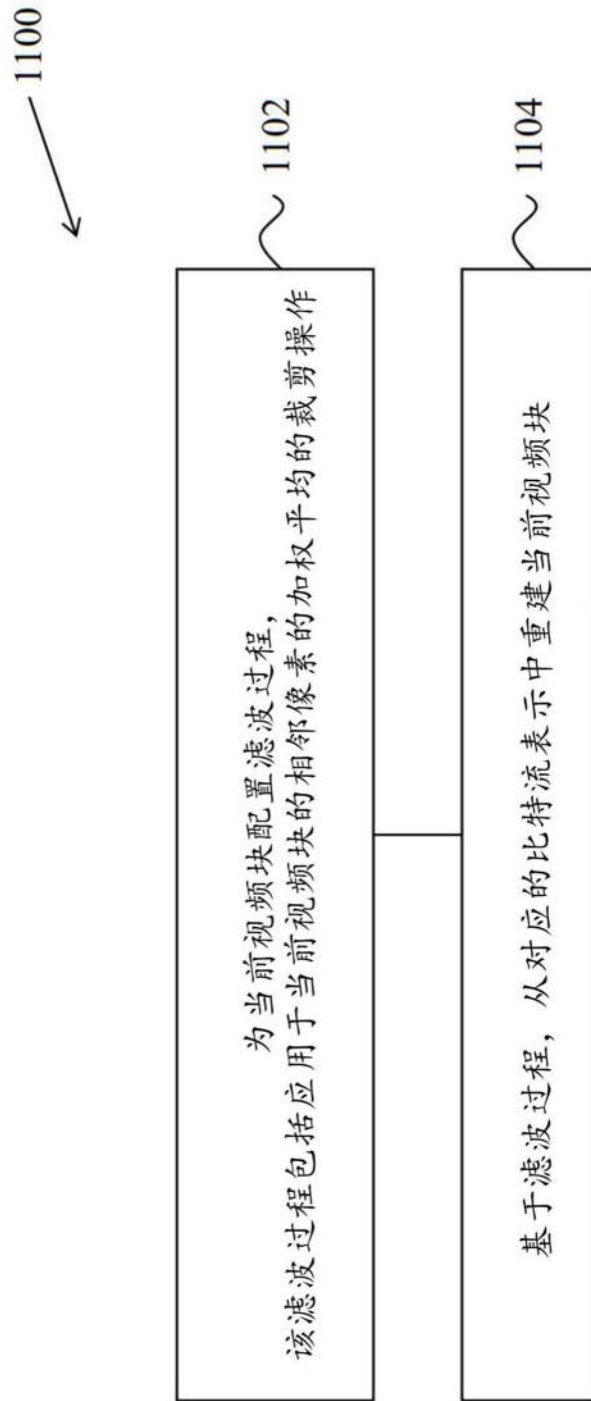 1100
为当前视频块配置滤波过程，
该滤波过程包括应用于当前视频块的相邻像素的加权平均的裁剪操作
1102
基于滤波过程，从对应的比特流表示中重建当前视频块
1104